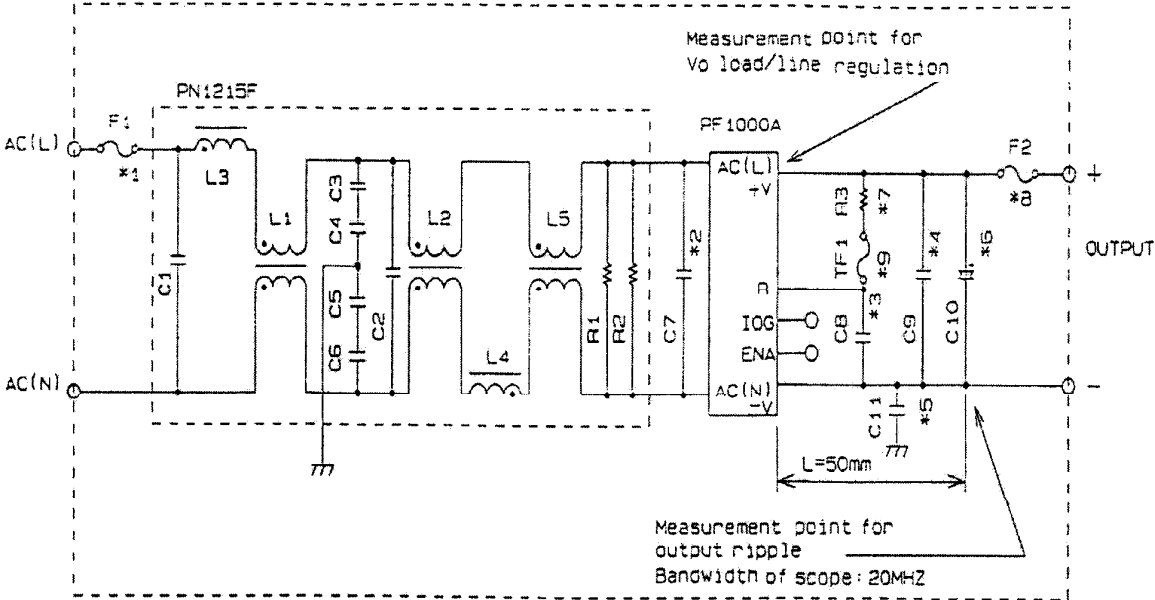 Measurement point for
Vo load/line regulation
PN1215F
PF1000A
AC(L)
F1
*1
L3
C1
L1
C3
C4
C5
C6
C2
L2
L4
L5
R1
R2
C7
*2
AC(L)
+V
R
IOG
ENA
AC(N)
-V
R3
*7
TF1
*9
*3
C8
C9
*4
C10
*6
F2
*8
+
OUTPUT
AC(N)
C11
*5
-
L=50mm
Measurement point for
output ripple
Bandwidth of scope: 20MHZ